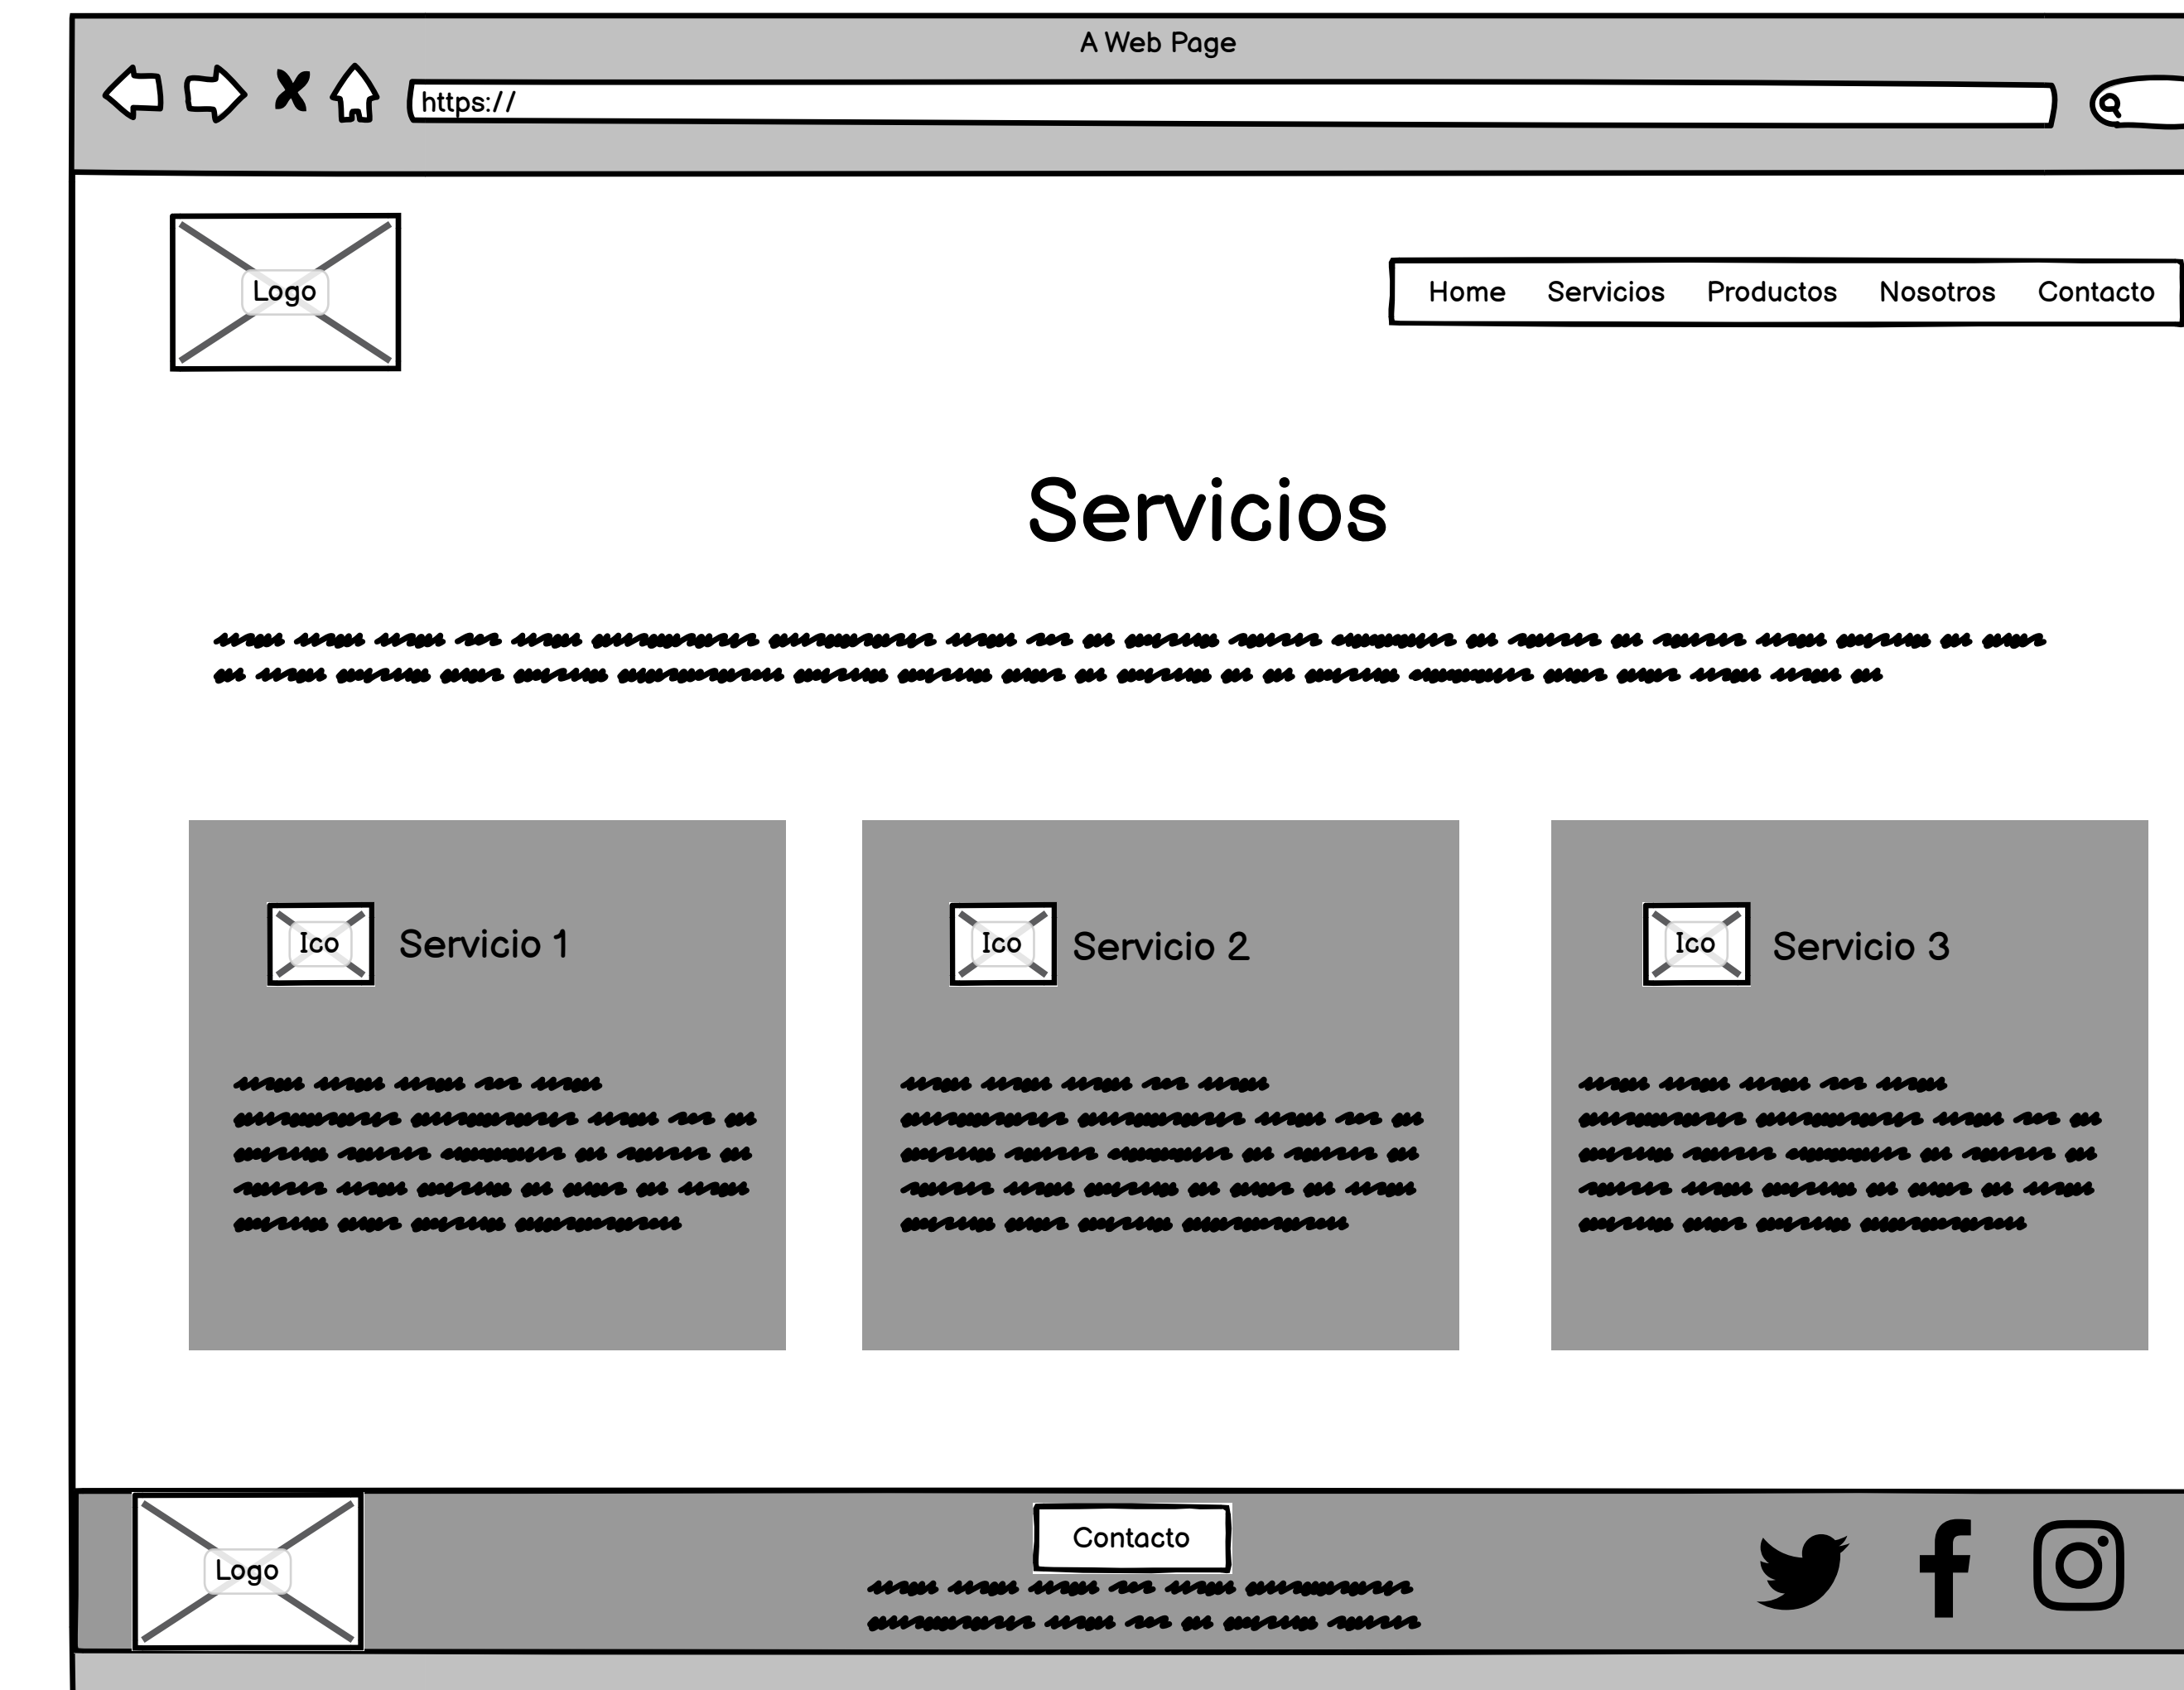 A Web Page
https://
Logo
Home Servicios Productos Nosotros Contacto
Servicios
Ico Servicio 1
Ico Servicio 2
Ico Servicio 3
Logo
Contacto